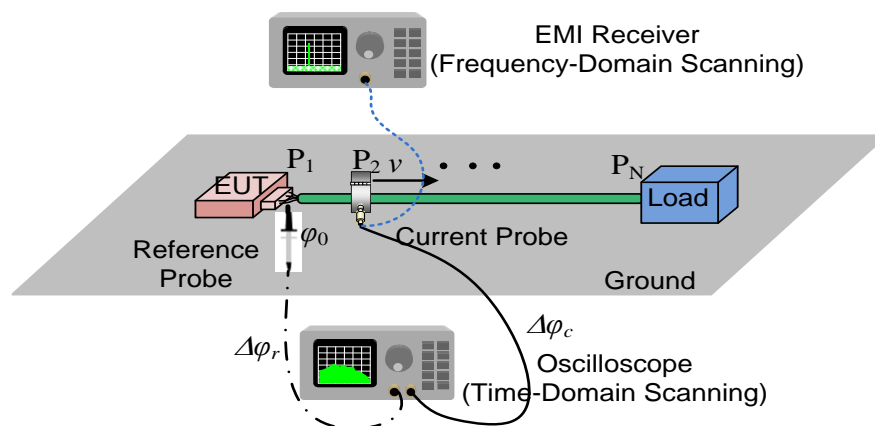 EMI Receiver
(Frequency-Domain Scanning)
P1
P2
v
PN
EUT
Load
φ0
Current Probe
Reference
Probe
Ground
Δφr
Δφc
Oscilloscope
(Time-Domain Scanning)